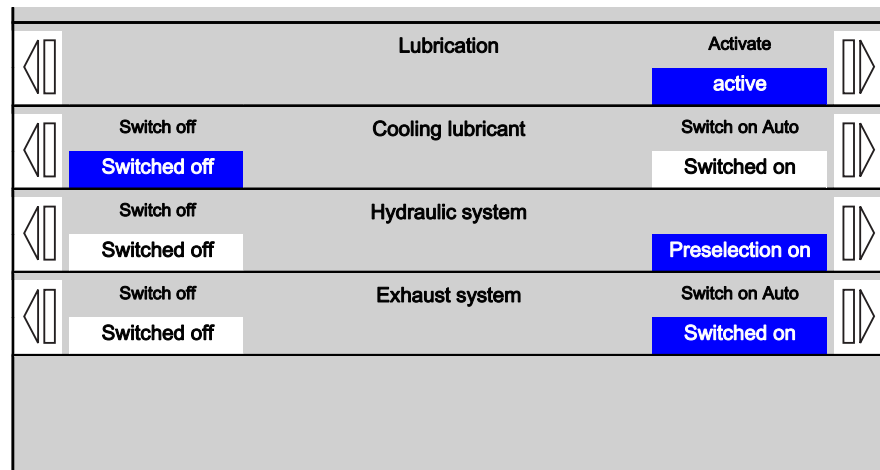 Lubrication Activate
active
Switch off Cooling lubricant Switch on Auto
Switched off Switched on
Switch off Hydraulic system
Switched off Preselection on
Switch off Exhaust system Switch on Auto
Switched off Switched on